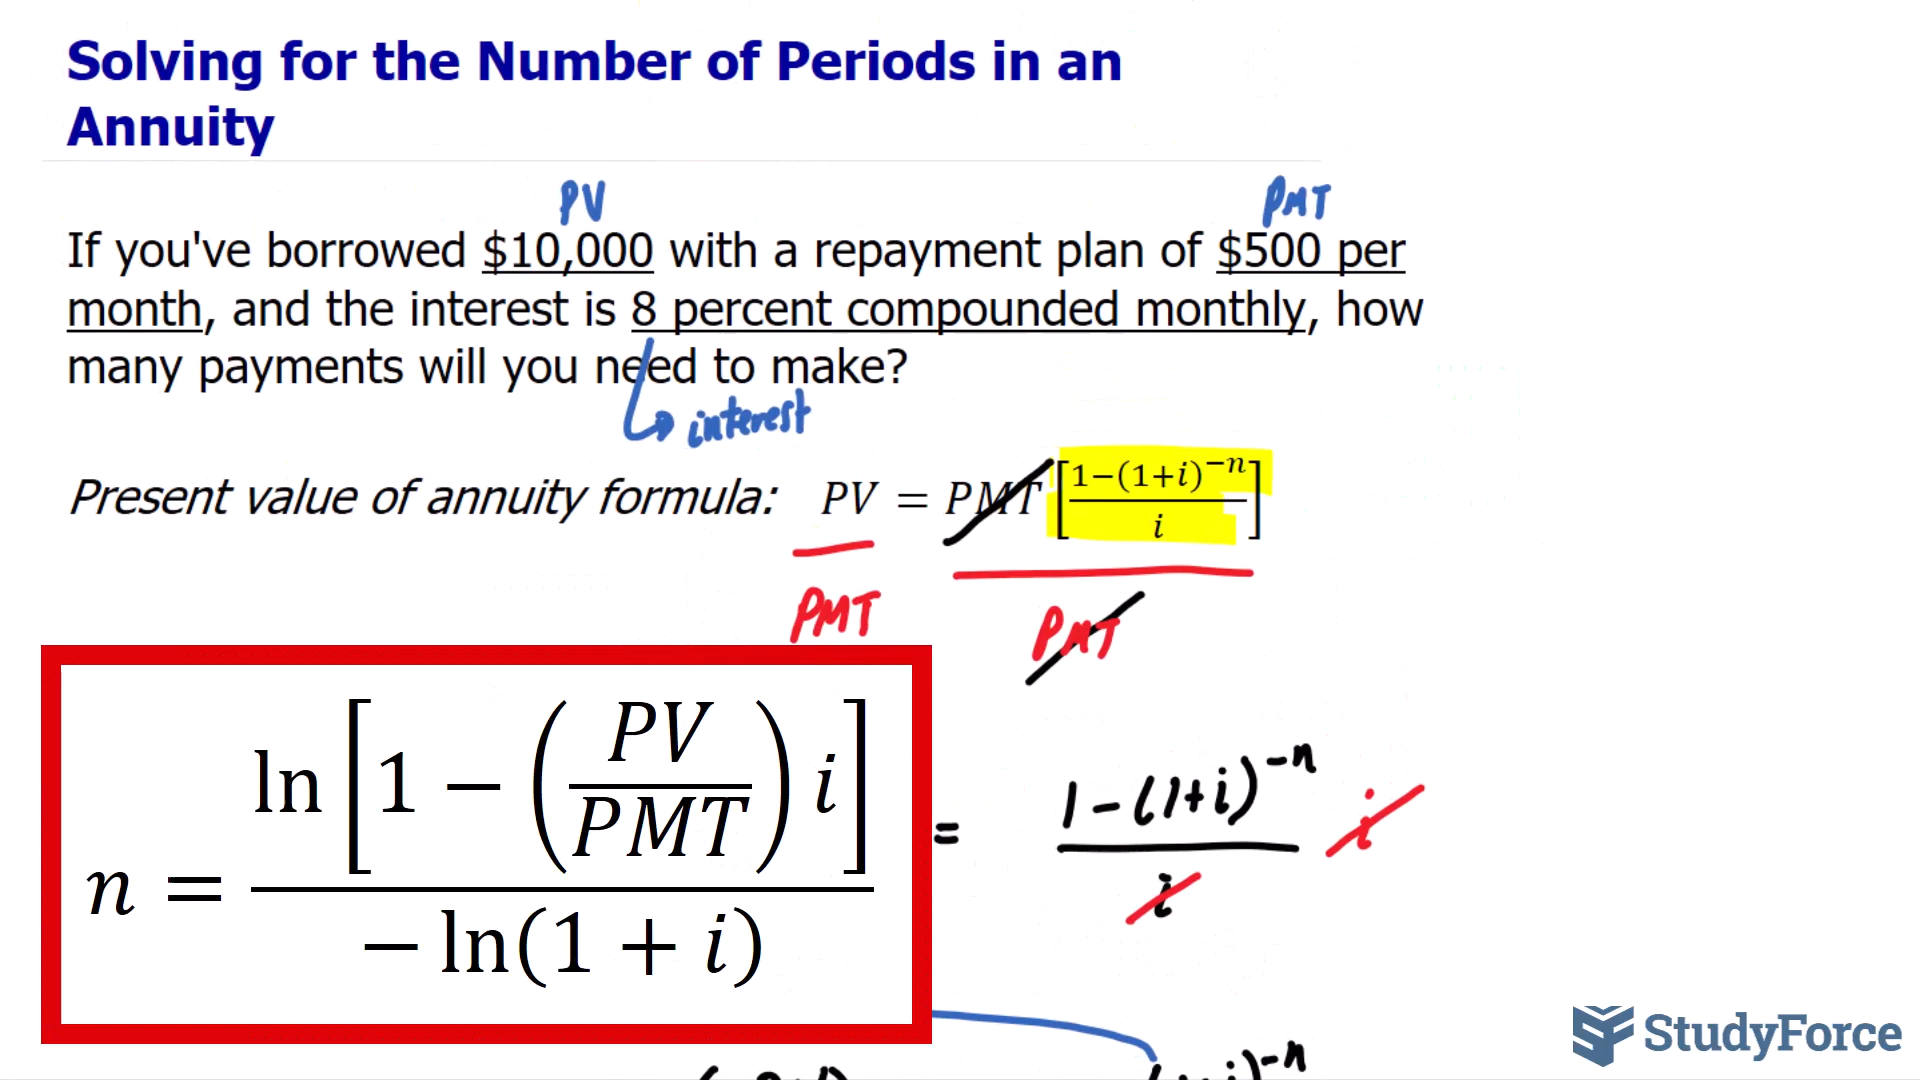 Solving for the Number of Periods in an
Annuity
PV PMT
If you've borrowed $10,000 with a repayment plan of $500 per
month, and the interest is 8 percent compounded monthly, how
many payments will you need to make?
interest
Present value of annuity formula: PV = PMT [1−(1+i)^−n / i]
PMT PMT
n = ln[1 − (PV/PMT) i] / −ln(1 + i)
= 1-(1+i)^-n / i i
StudyForce